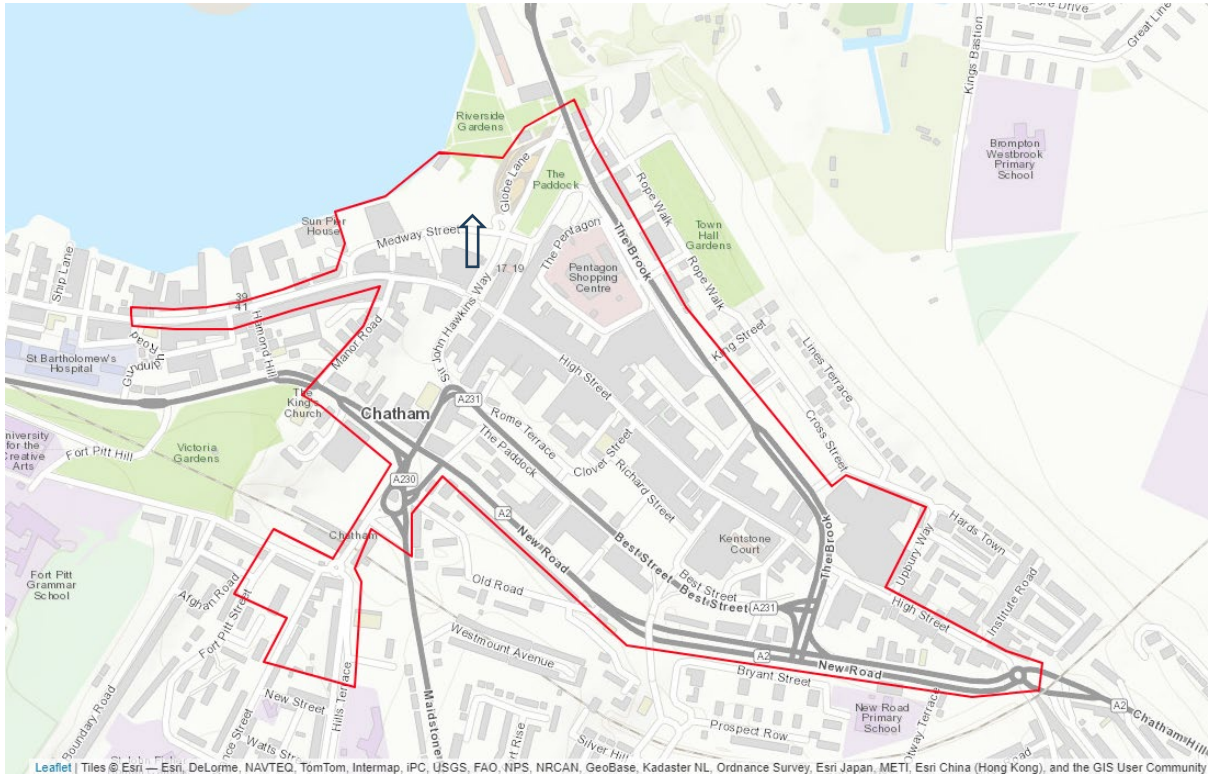 Great Line
Kings Bastion
Riverside
Gardens
Brompton
Westbrook
Primary
School
Globe Lane
The
Paddock
Rope Walk
Sun Pier
House
Medway Street
The Pentagon
The Brook
Town
Hall
Gardens
Ship Lane
17 19
Pentagon
Shopping
Centre
Rope Walk
39
41
Sir John Hawkins Way
Hamond Hill
Manor Road
King Street
Lines Terrace
St Bartholomew's
Hospital
Gundulph
Road
High Street
The
King's
Church
Chatham
A231
Rome Terrace
Cross Street
Victoria
Gardens
The Paddock
Clover Street
University
for the
Creative
Arts
Fort Pitt Hill
Richard Street
A230
A2
Chatham
New Road
Kentstone
Court
The Brook
Hards Town
Upbury Way
Fort Pitt
Grammar
School
Afghan Road
Fort Pitt Street
Old Road
Best Street
Best Street
Best Street
A231
High Street
Institute Road
Westmount Avenue
A2
New Road
Bryant Street
Hills Terrace
Maidstone
New Street
New Road
Primary
School
A2
Chatham Hill
Boundary Road
Watts Street
Prospect Row
Silver Hill
Leaflet | Tiles © Esri — Esri, DeLorme, NAVTEQ, TomTom, Intermap, iPC, USGS, FAO, NPS, NRCAN, GeoBase, Kadaster NL, Ordnance Survey, Esri Japan, METI, Esri China (Hong Kong), and the GIS User Community